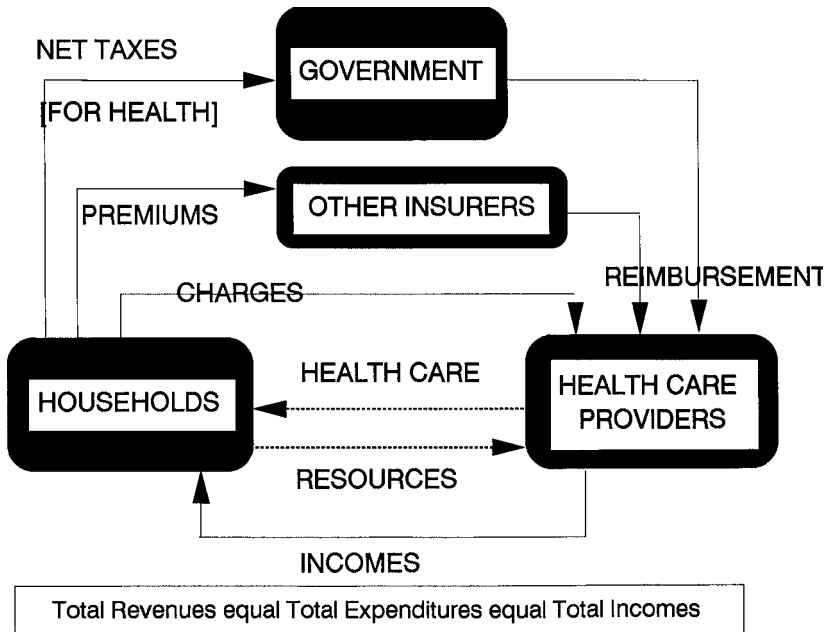 NET TAXES
[FOR HEALTH]
GOVERNMENT
PREMIUMS
OTHER INSURERS
REIMBURSEMENT
CHARGES
HOUSEHOLDS
HEALTH CARE
HEALTH CARE
PROVIDERS
RESOURCES
INCOMES
Total Revenues equal Total Expenditures equal Total Incomes